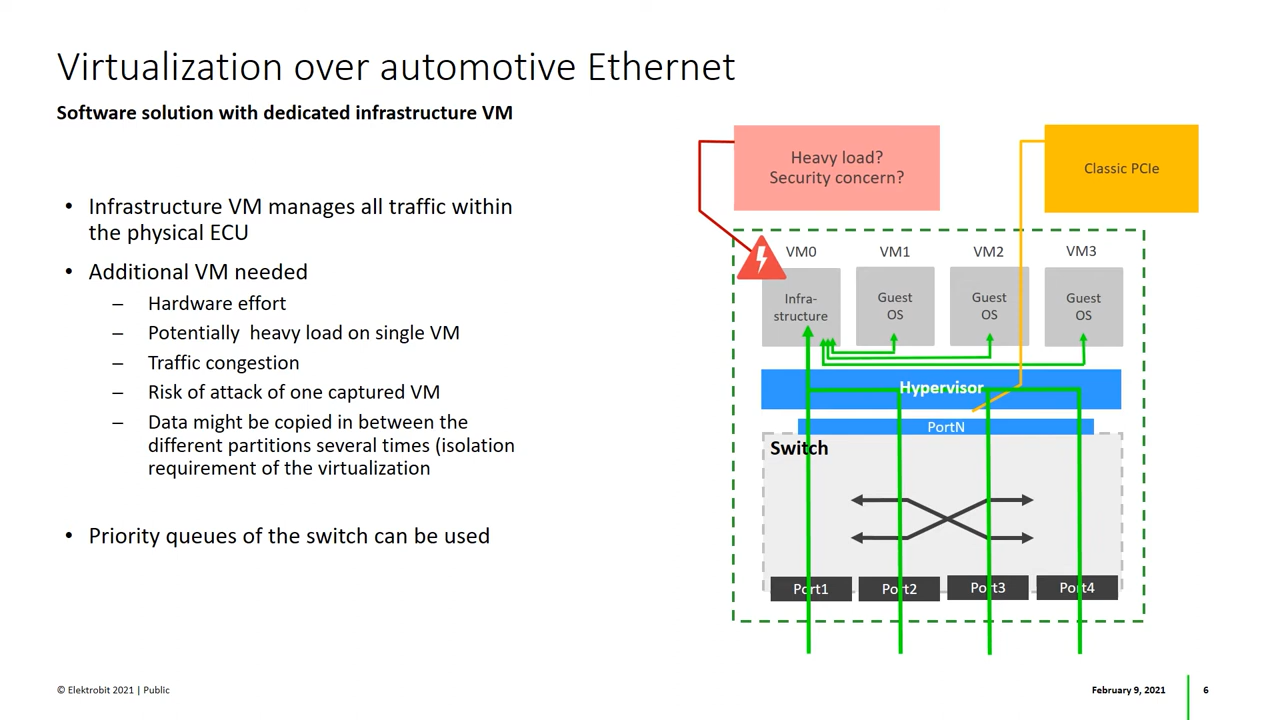 Virtualization over automotive Ethernet
Software solution with dedicated infrastructure VM
• Infrastructure VM manages all traffic within
the physical ECU
• Additional VM needed
– Hardware effort
– Potentially heavy load on single VM
– Traffic congestion
– Risk of attack of one captured VM
– Data might be copied in between the
different partitions several times (isolation
requirement of the virtualization
• Priority queues of the switch can be used
Heavy load?
Security concern?
Classic PCIe
VM0
VM1
VM2
VM3
Infra-
structure
Guest
OS
Guest
OS
Guest
OS
Hypervisor
PortN
Switch
Port1
Port2
Port3
Port4
© Elektrobit 2021 | Public
February 9, 2021
6